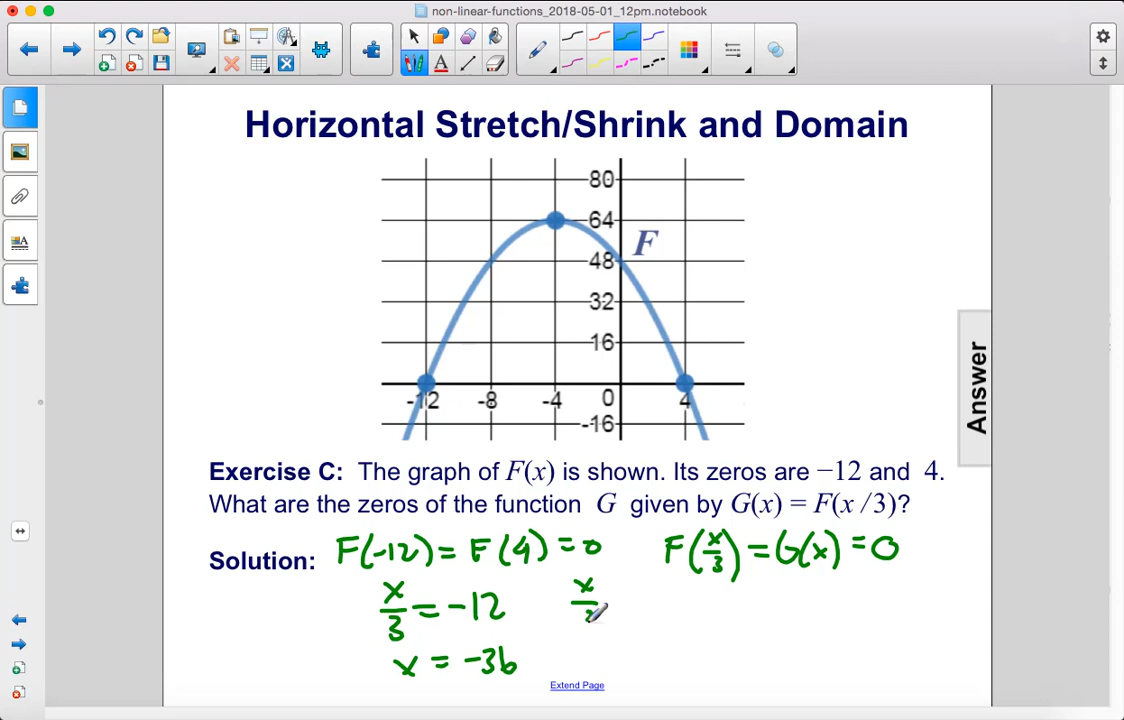 non-linear-functions_2018-05-01_12pm.notebook
Horizontal Stretch/Shrink and Domain
80
64
F
48
32
16
-12 -8 -4 0 4
-16
Answer
Exercise C: The graph of F(x) is shown. Its zeros are −12 and 4.
What are the zeros of the function G given by G(x) = F(x/3)?
Solution: F(-12) = F(4) = 0 F(x/3) = G(x) = 0
x/3 = -12 x/
x = -36
Extend Page